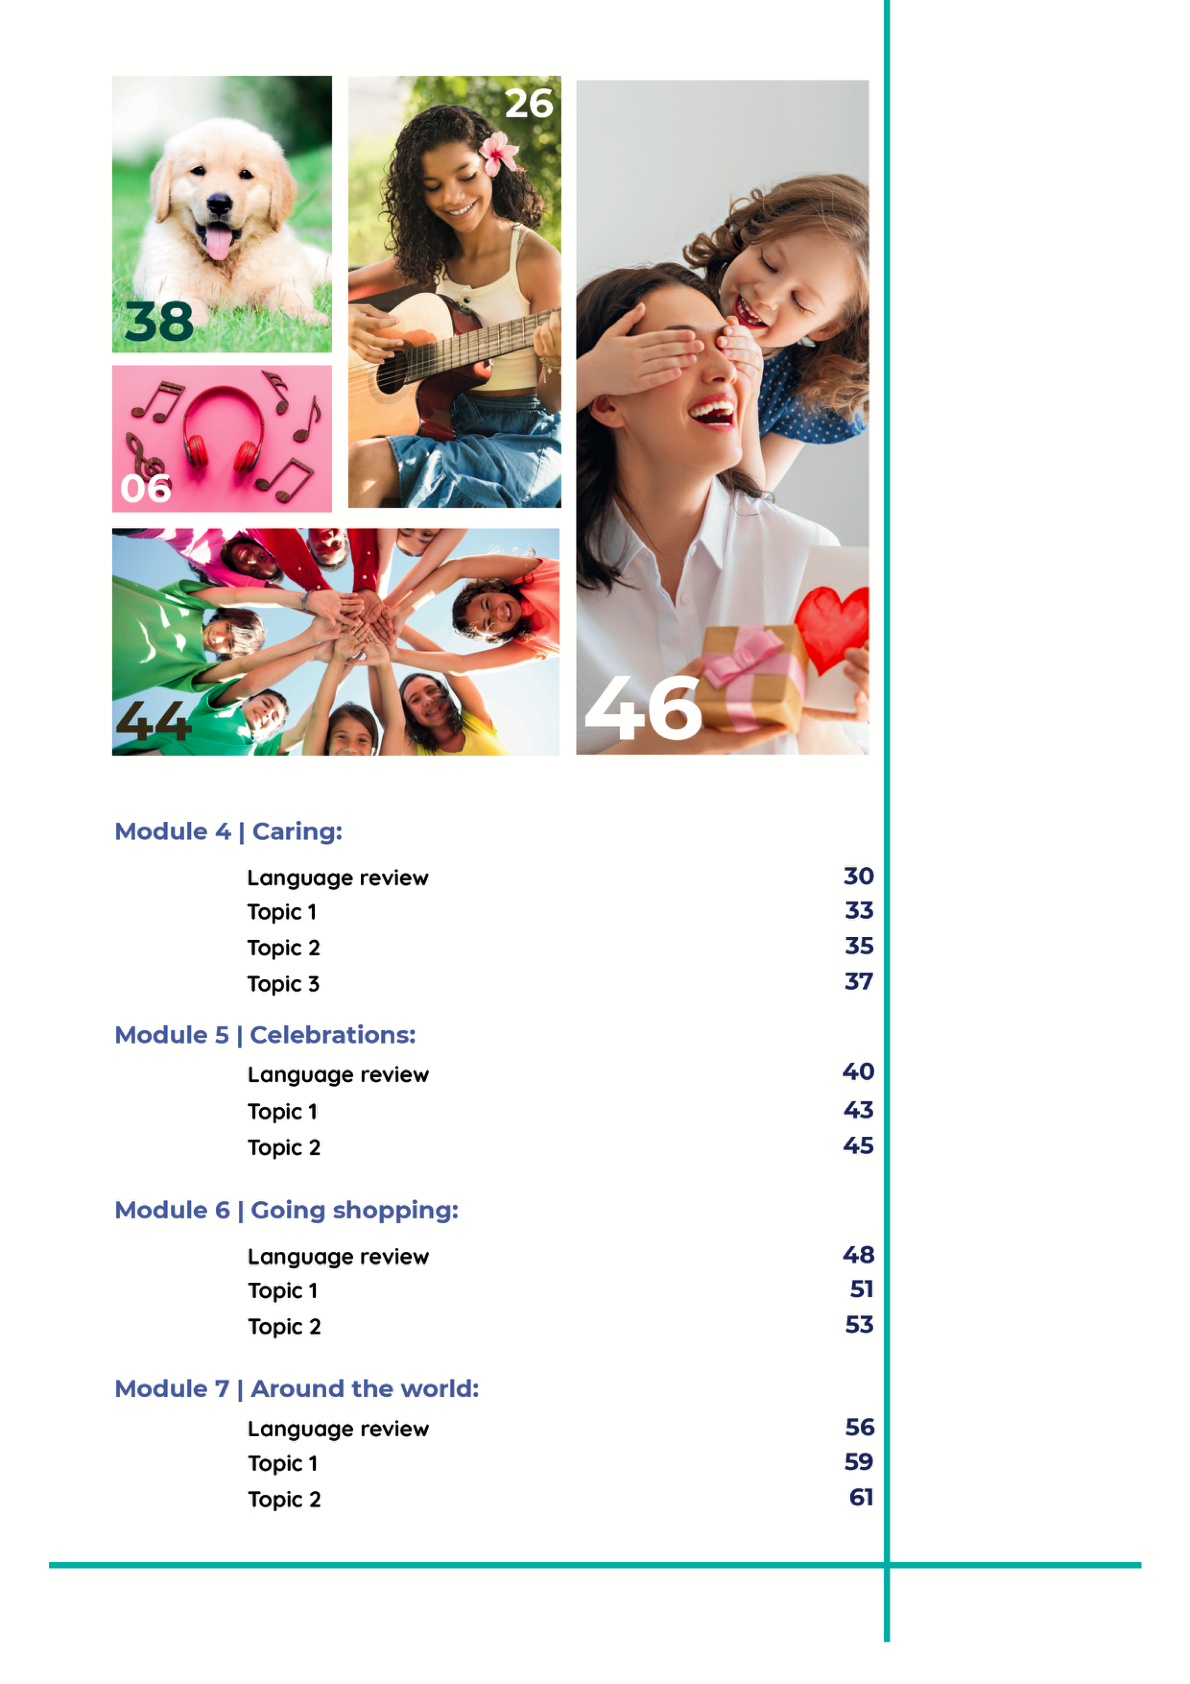 26
38
06
44
46
Module 4 | Caring:
Language review 30
Topic 1 33
Topic 2 35
Topic 3 37
Module 5 | Celebrations:
Language review 40
Topic 1 43
Topic 2 45
Module 6 | Going shopping:
Language review 48
Topic 1 51
Topic 2 53
Module 7 | Around the world:
Language review 56
Topic 1 59
Topic 2 61